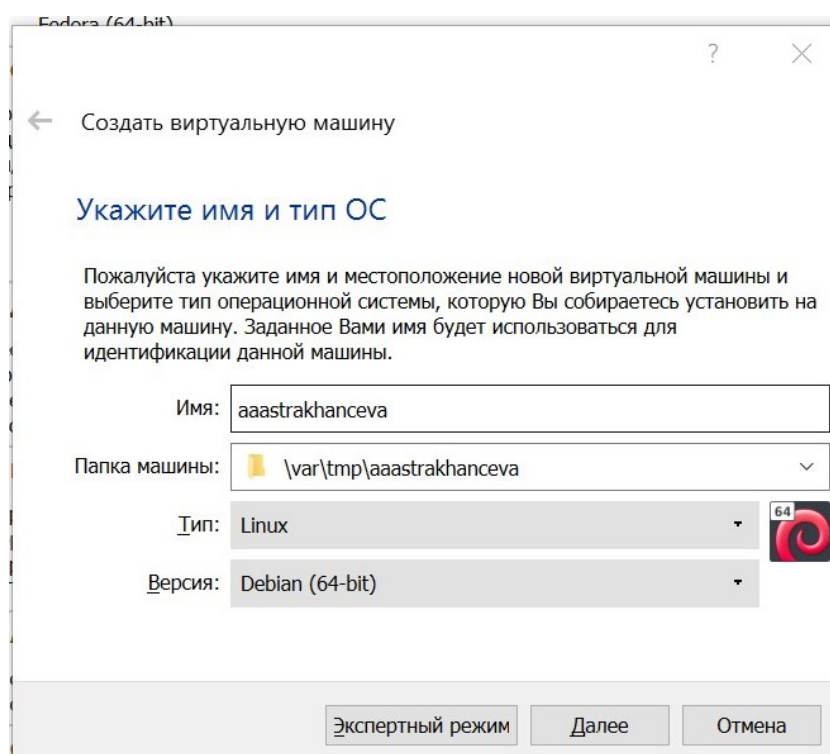 Fedora (64-bit)
?
Создать виртуальную машину
Укажите имя и тип ОС
Пожалуйста укажите имя и местоположение новой виртуальной машины и
выберите тип операционной системы, которую Вы собираетесь установить на
данную машину. Заданное Вами имя будет использоваться для
идентификации данной машины.
Имя: aaastrakhanceva
Папка машины: \var\tmp\aaastrakhanceva
Тип: Linux
64
Версия: Debian (64-bit)
Экспертный режим Далее Отмена